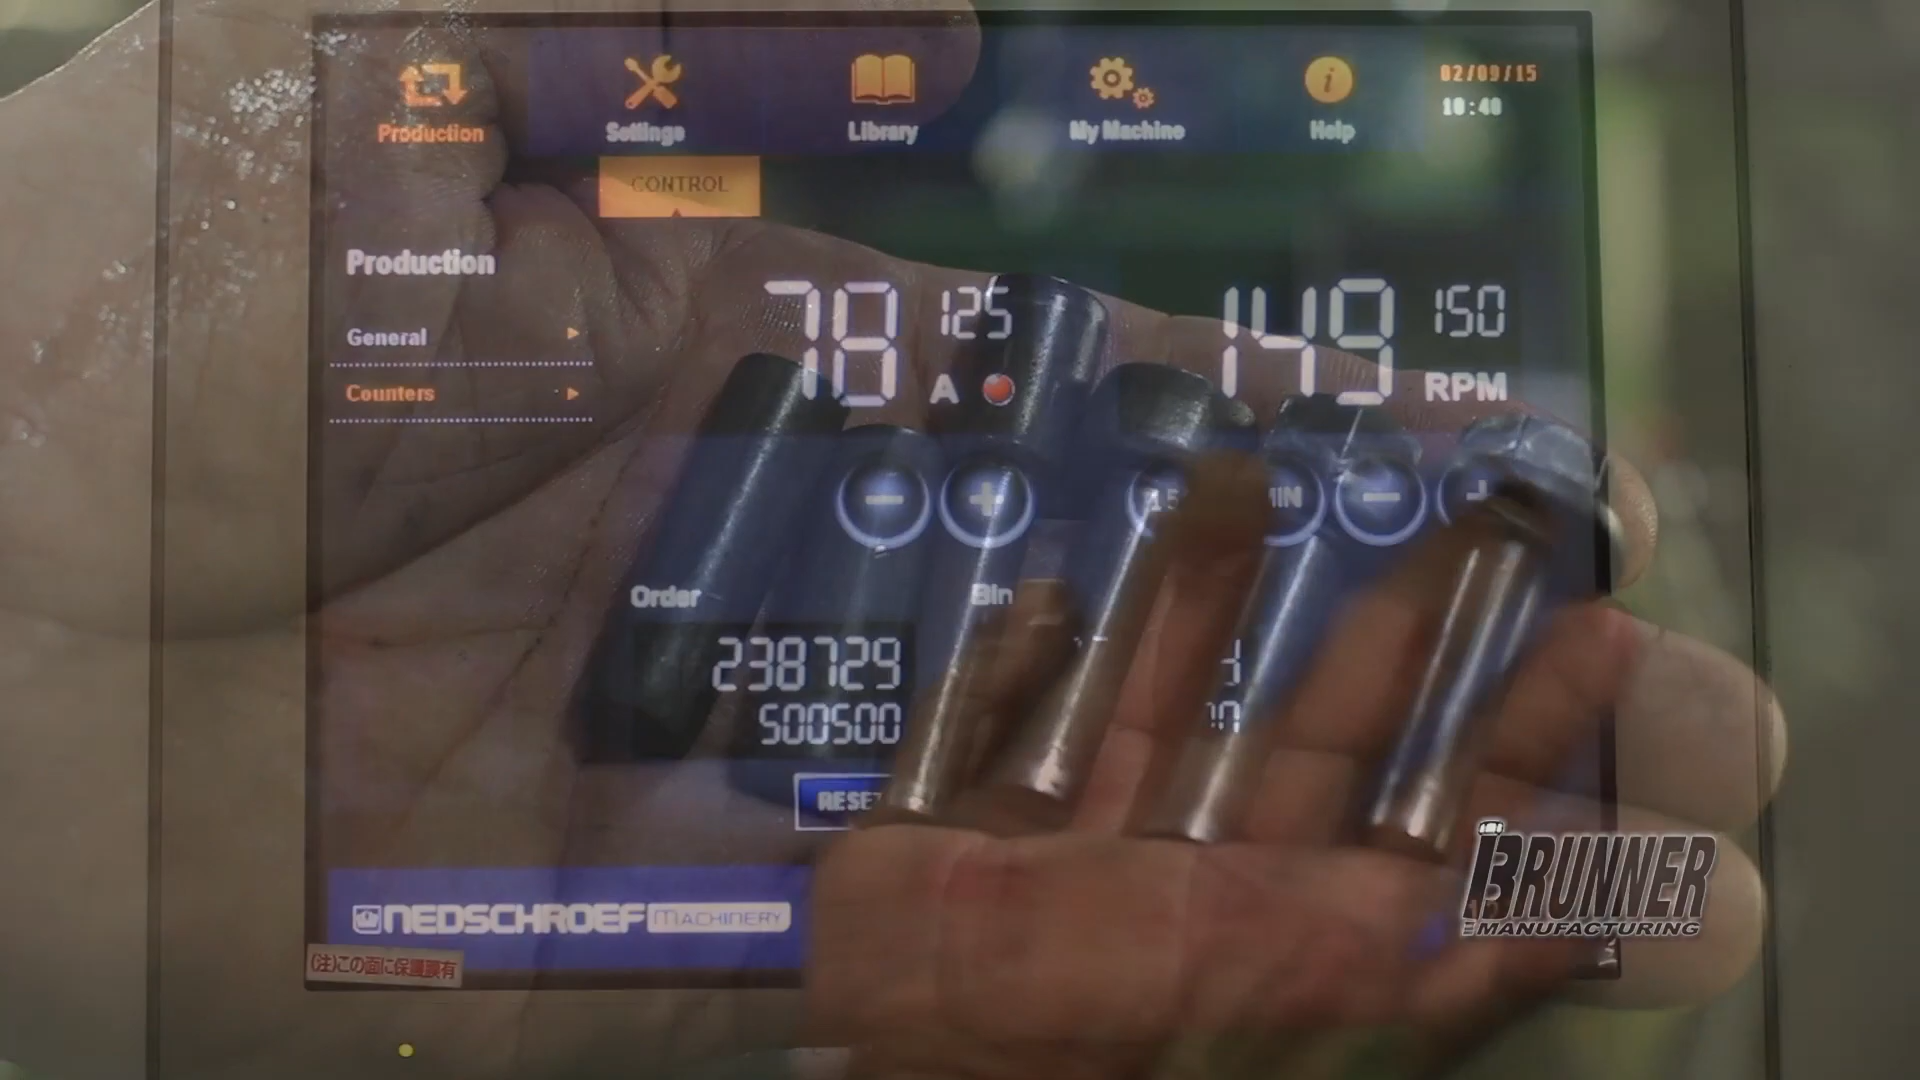 Production
Settings
Library
My Machine
Help
02/09/15
10:40
CONTROL
Production
General
Counters
78
125
A
149
150
RPM
Order
Bin
238729
500500
RESET
NEDSCHROEF MACHINERY
(注)この面に保護膜有
BRUNNER
MANUFACTURING